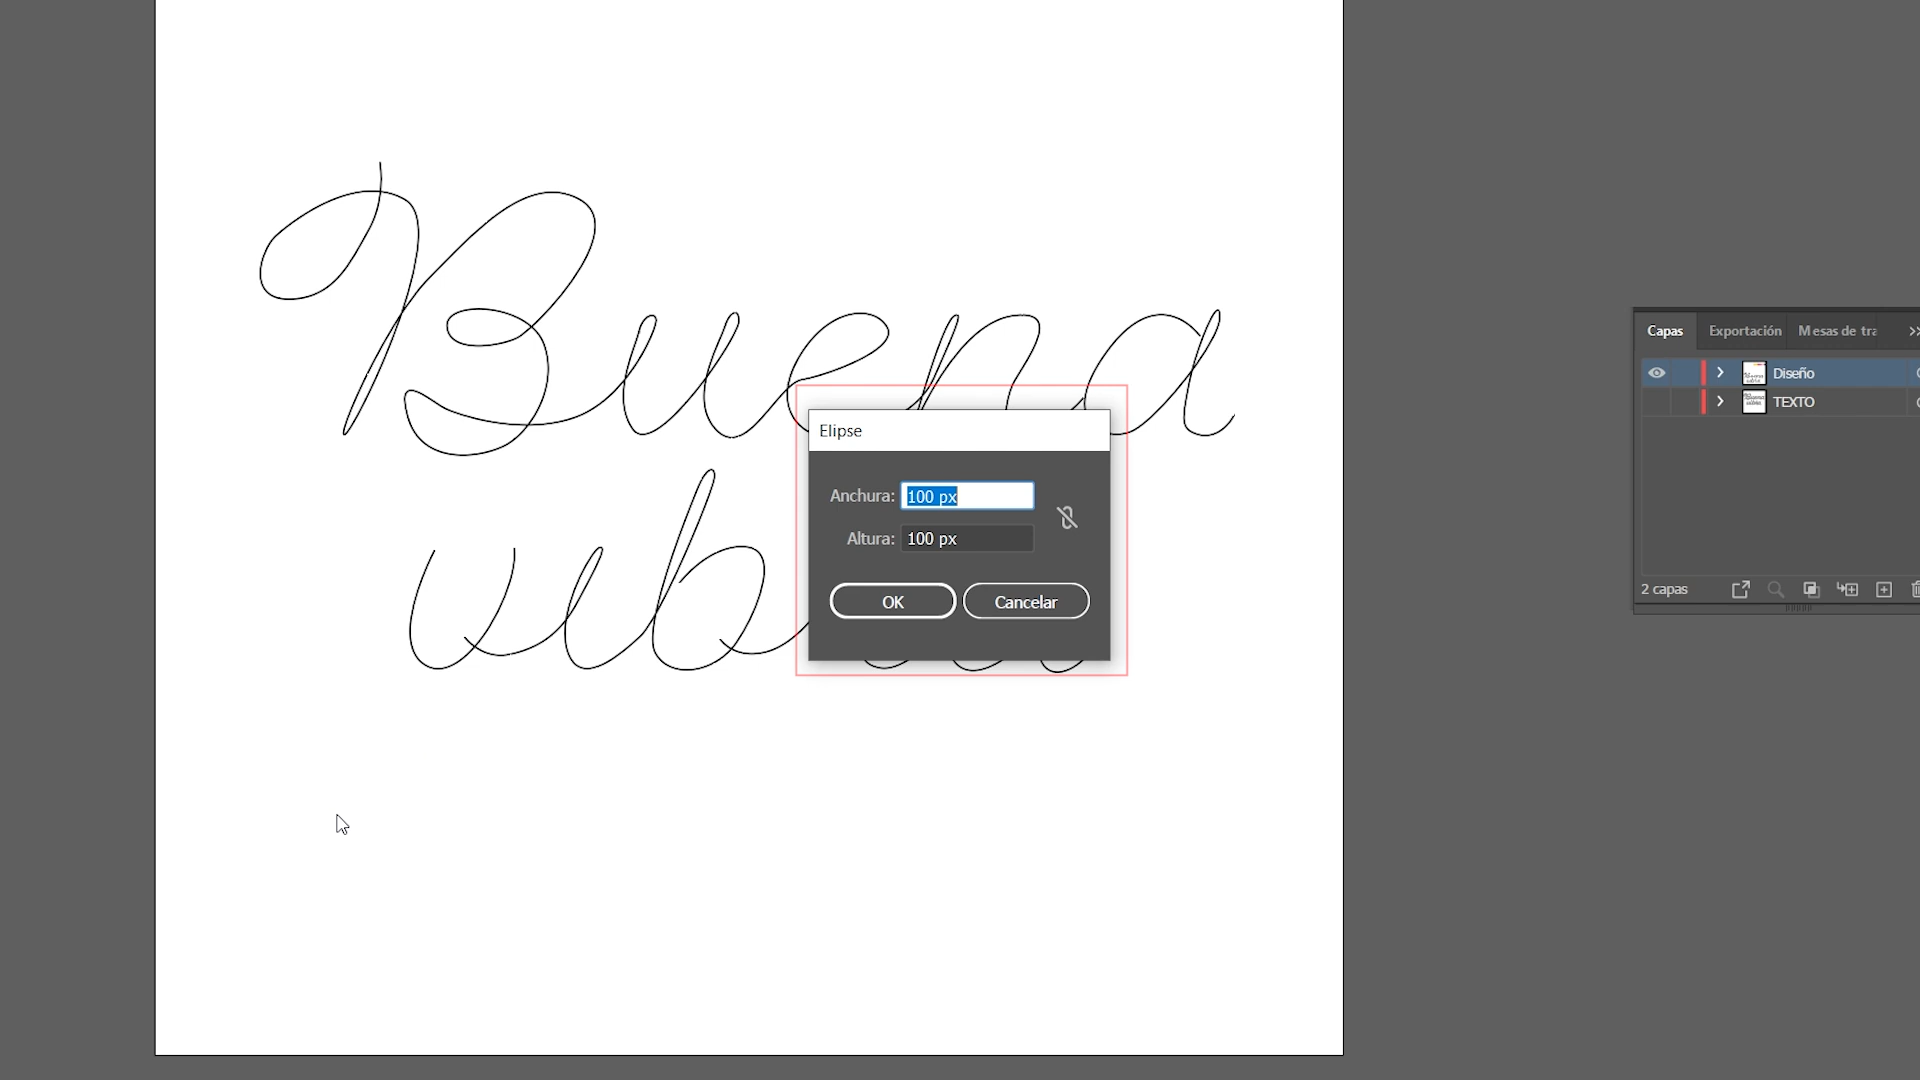 Buena
vib
Elipse
Anchura: 100 px
Altura: 100 px
OK Cancelar
Capas Exportación Mesas de tra
Diseño
TEXTO
2 capas